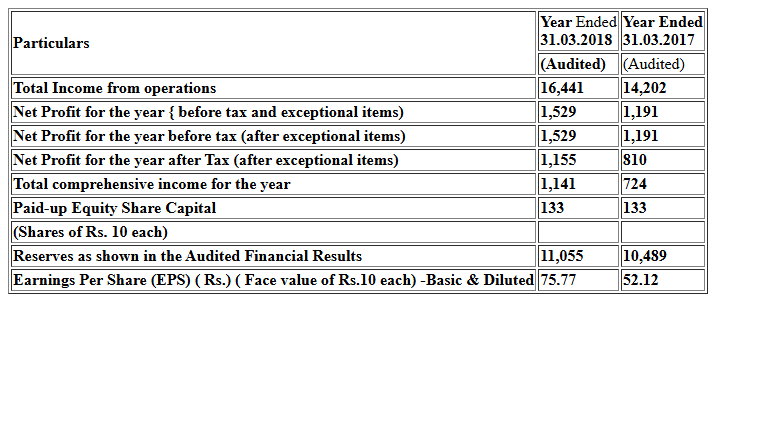 Particulars
Year Ended 31.03.2018
Year Ended 31.03.2017
(Audited) (Audited)
Total Income from operations 16,441 14,202
Net Profit for the year { before tax and exceptional items) 1,529 1,191
Net Profit for the year before tax (after exceptional items) 1,529 1,191
Net Profit for the year after Tax (after exceptional items) 1,155 810
Total comprehensive income for the year 1,141 724
Paid-up Equity Share Capital 133 133
(Shares of Rs. 10 each)
Reserves as shown in the Audited Financial Results 11,055 10,489
Earnings Per Share (EPS) ( Rs.) ( Face value of Rs.10 each) -Basic & Diluted 75.77 52.12